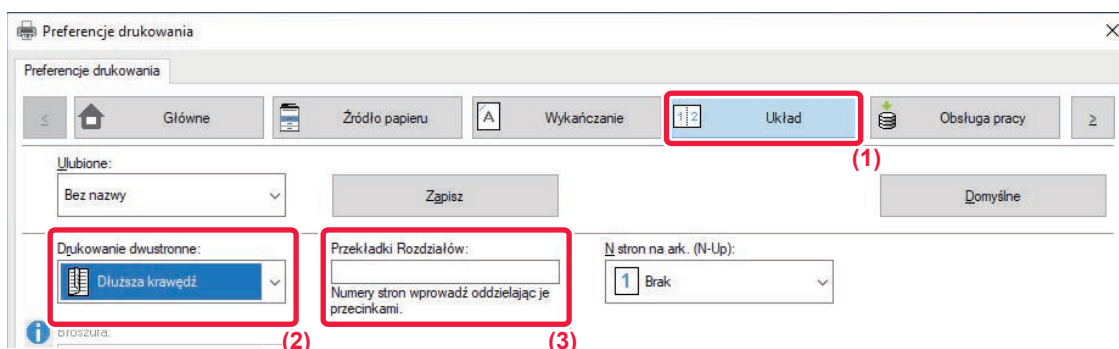 Preferencje drukowania
Preferencje drukowania
Główne
Źródło papieru
A
Wykańczanie
1 2
Układ
Obsługa pracy
(1)
Ulubione:
Bez nazwy
Zapisz
Domyślne
Drukowanie dwustronne:
Dłuższa krawędź
(2)
Przekładki Rozdziałów:
Numery stron wprowadź oddzielając je
przecinkami.
(3)
N stron na ark. (N-Up):
1 Brak
Broszura: